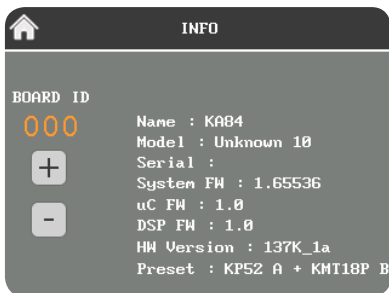 INFO
BOARD ID
000
+
-
Name : KA84
Model : Unknown 10
Serial :
System FW : 1.65536
uC FW : 1.0
DSP FW : 1.0
HW Version : 137K_1a
Preset : KP52 A + KMT18P B